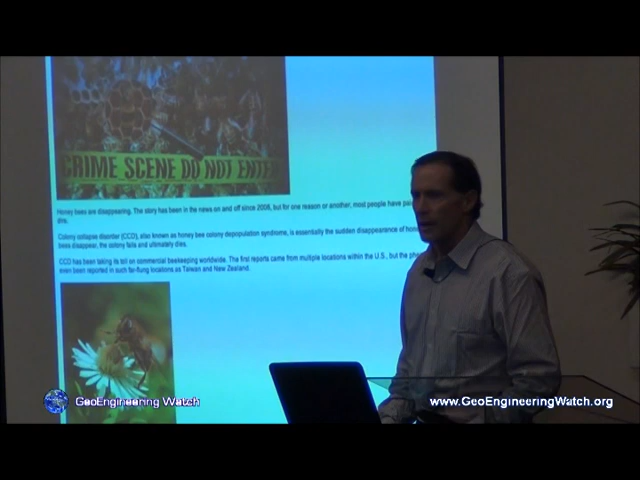 CRIME SCENE DO NOT ENTE
Honey bees are disappearing. The story has been in the news on and off since 2006, but for one reason or another, most people have pa
Colony collapse disorder (CCD), also known as honey bee colony depopulation syndrome, is essentially the sudden disappearance of hon
bees disappear, the colony fails and ultimately dies.
CCD has been taking its toll on commercial beekeeping worldwide. The first reports came from multiple locations within the U.S., but the ph
even been reported in such far-flung locations as Taiwan and New Zealand.
GeoEngineering Watch
www.GeoEngineeringWatch.org